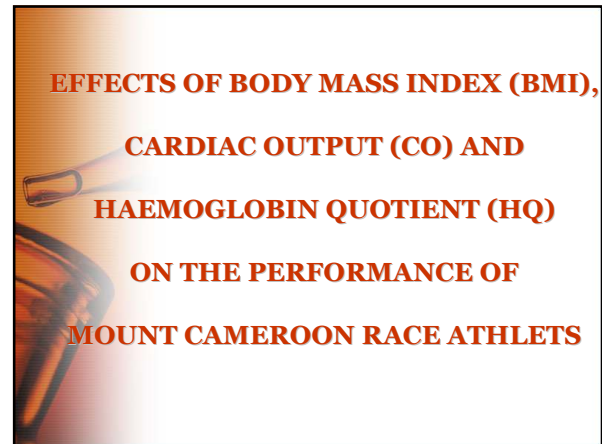 EFFECTS OF BODY MASS INDEX (BMI),
CARDIAC OUTPUT (CO) AND
HAEMOGLOBIN QUOTIENT (HQ)
ON THE PERFORMANCE OF
MOUNT CAMEROON RACE ATHLETS